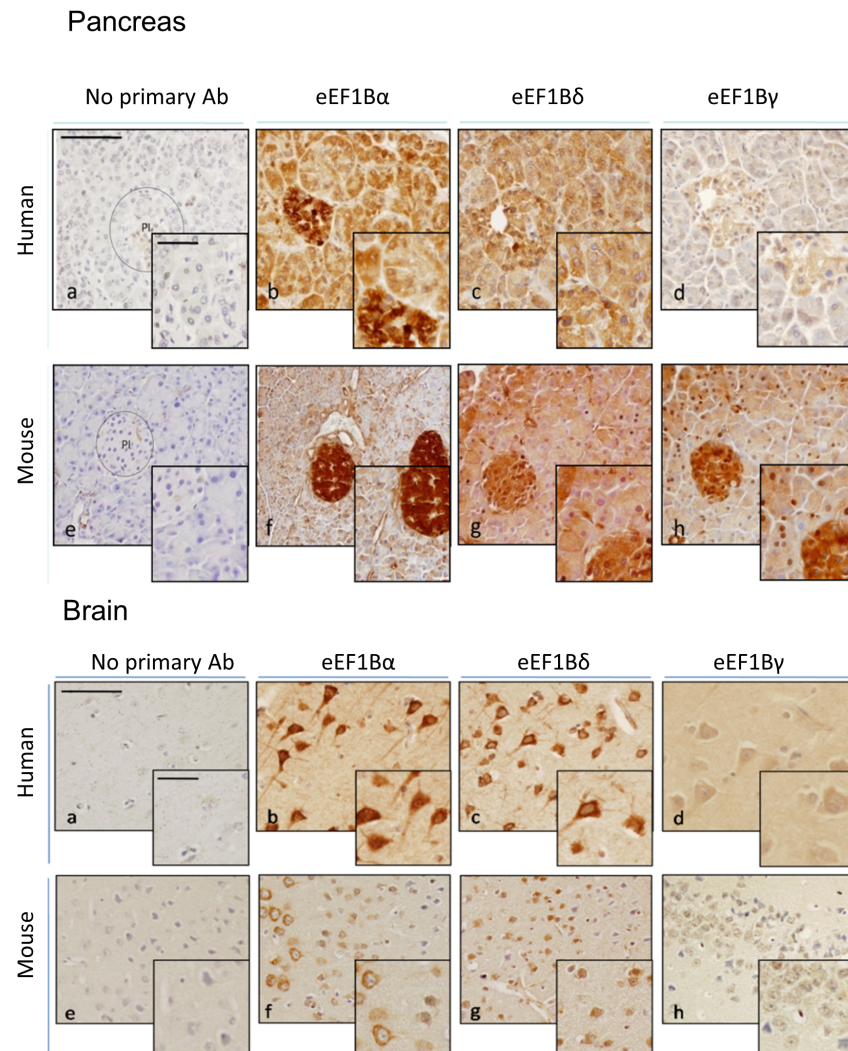 Pancreas
No primary Ab eEF1Bα eEF1Bδ eEF1Bγ
Human
PI
a b c d
Mouse
PI
e f g h
Brain
No primary Ab eEF1Bα eEF1Bδ eEF1Bγ
Human
a b c d
Mouse
e f g h